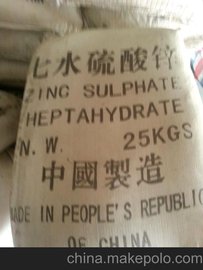 七水硫酸锌
ZINC SULPHATE
HEPTAHYDRATE
N.W. 25KGS
中國製造
MADE IN PEOPLE'S REPUBLIC
OF CHINA
china.makepolo.com